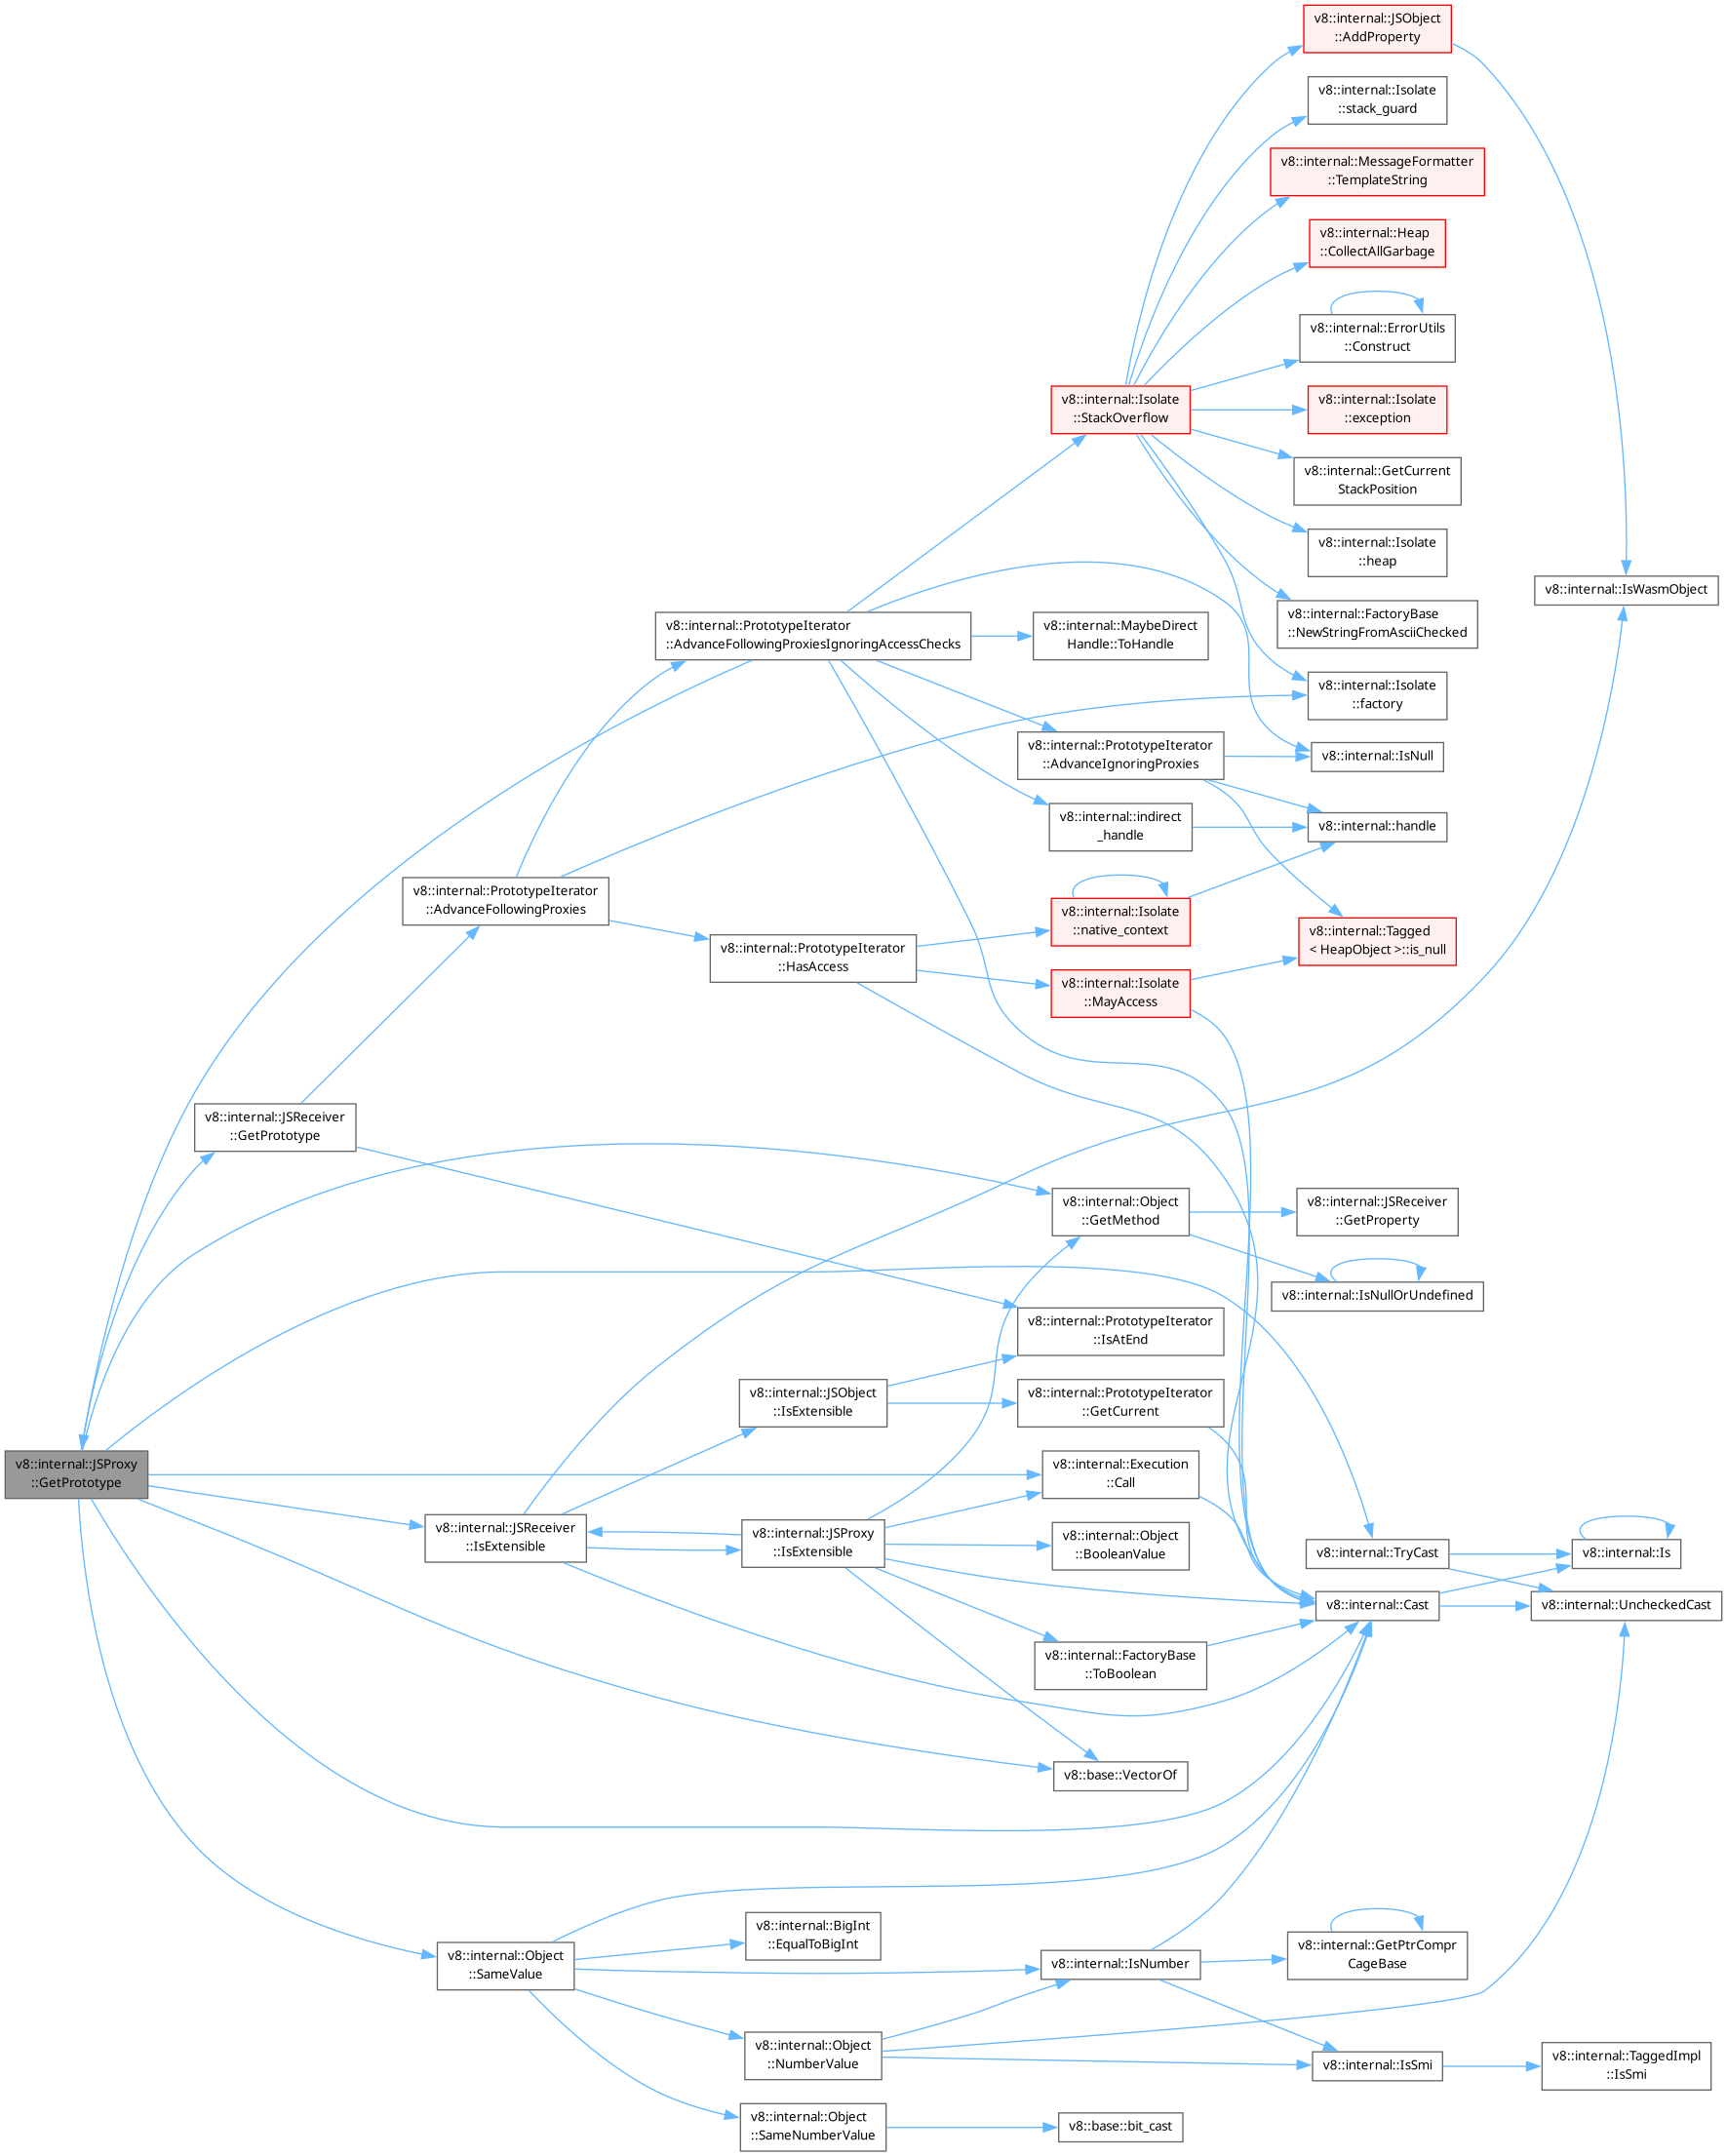 v8::internal::JSObject
::AddProperty
v8::internal::Isolate
::stack_guard
v8::internal::MessageFormatter
::TemplateString
v8::internal::Heap
::CollectAllGarbage
v8::internal::ErrorUtils
::Construct
v8::internal::Isolate
::StackOverflow
v8::internal::Isolate
::exception
v8::internal::GetCurrent
StackPosition
v8::internal::Isolate
::heap
v8::internal::IsWasmObject
v8::internal::FactoryBase
::NewStringFromAsciiChecked
v8::internal::PrototypeIterator
::AdvanceFollowingProxiesIgnoringAccessChecks
v8::internal::MaybeDirect
Handle::ToHandle
v8::internal::Isolate
::factory
v8::internal::PrototypeIterator
::AdvanceIgnoringProxies
v8::internal::IsNull
v8::internal::indirect
_handle
v8::internal::handle
v8::internal::PrototypeIterator
::AdvanceFollowingProxies
v8::internal::Isolate
::native_context
v8::internal::Tagged
< HeapObject >::is_null
v8::internal::PrototypeIterator
::HasAccess
v8::internal::Isolate
::MayAccess
v8::internal::JSReceiver
::GetPrototype
v8::internal::Object
::GetMethod
v8::internal::JSReceiver
::GetProperty
v8::internal::IsNullOrUndefined
v8::internal::PrototypeIterator
::IsAtEnd
v8::internal::JSObject
::IsExtensible
v8::internal::PrototypeIterator
::GetCurrent
v8::internal::JSProxy
::GetPrototype
v8::internal::Execution
::Call
v8::internal::JSReceiver
::IsExtensible
v8::internal::JSProxy
::IsExtensible
v8::internal::Object
::BooleanValue
v8::internal::TryCast
v8::internal::Is
v8::internal::Cast
v8::internal::UncheckedCast
v8::internal::FactoryBase
::ToBoolean
v8::base::VectorOf
v8::internal::BigInt
::EqualToBigInt
v8::internal::Object
::SameValue
v8::internal::IsNumber
v8::internal::GetPtrCompr
CageBase
v8::internal::Object
::NumberValue
v8::internal::IsSmi
v8::internal::TaggedImpl
::IsSmi
v8::internal::Object
::SameNumberValue
v8::base::bit_cast